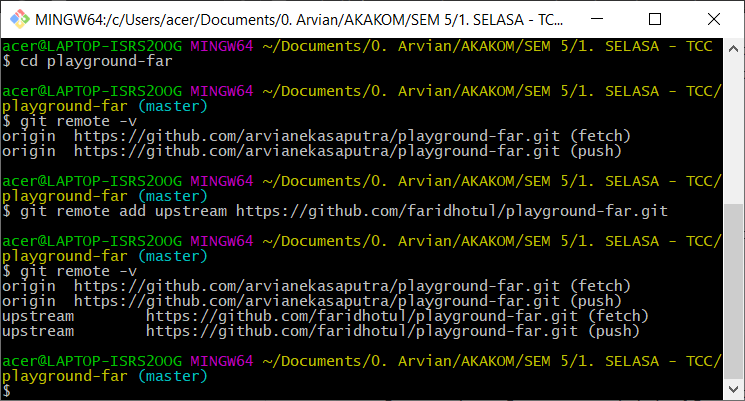 MINGW64:/c/Users/acer/Documents/0. Arvian/AKAKOM/SEM 5/1. SELASA - TC...
acer@LAPTOP-ISRS2OOG MINGW64 ~/Documents/0. Arvian/AKAKOM/SEM 5/1. SELASA - TCC
$ cd playground-far
acer@LAPTOP-ISRS2OOG MINGW64 ~/Documents/0. Arvian/AKAKOM/SEM 5/1. SELASA - TCC/
playground-far (master)
$ git remote -v
origin  https://github.com/arvianekasaputra/playground-far.git (fetch)
origin  https://github.com/arvianekasaputra/playground-far.git (push)
acer@LAPTOP-ISRS2OOG MINGW64 ~/Documents/0. Arvian/AKAKOM/SEM 5/1. SELASA - TCC/
playground-far (master)
$ git remote add upstream https://github.com/faridhotul/playground-far.git
acer@LAPTOP-ISRS2OOG MINGW64 ~/Documents/0. Arvian/AKAKOM/SEM 5/1. SELASA - TCC/
playground-far (master)
$ git remote -v
origin  https://github.com/arvianekasaputra/playground-far.git (fetch)
origin  https://github.com/arvianekasaputra/playground-far.git (push)
upstream        https://github.com/faridhotul/playground-far.git (fetch)
upstream        https://github.com/faridhotul/playground-far.git (push)
acer@LAPTOP-ISRS2OOG MINGW64 ~/Documents/0. Arvian/AKAKOM/SEM 5/1. SELASA - TCC/
playground-far (master)
$